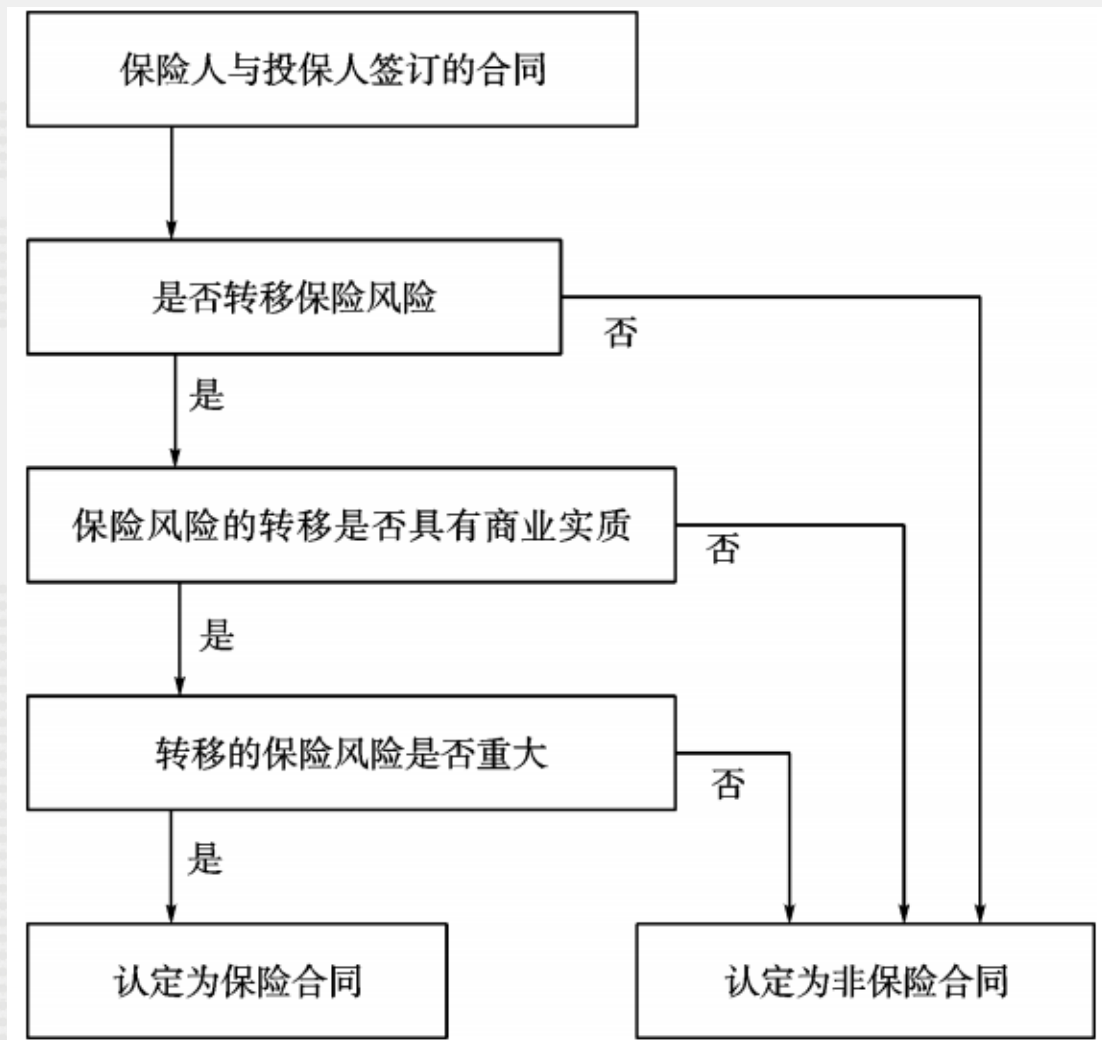 保险人与投保人签订的合同
是否转移保险风险
否
是
保险风险的转移是否具有商业实质
否
是
转移的保险风险是否重大
否
是
认定为保险合同
认定为非保险合同